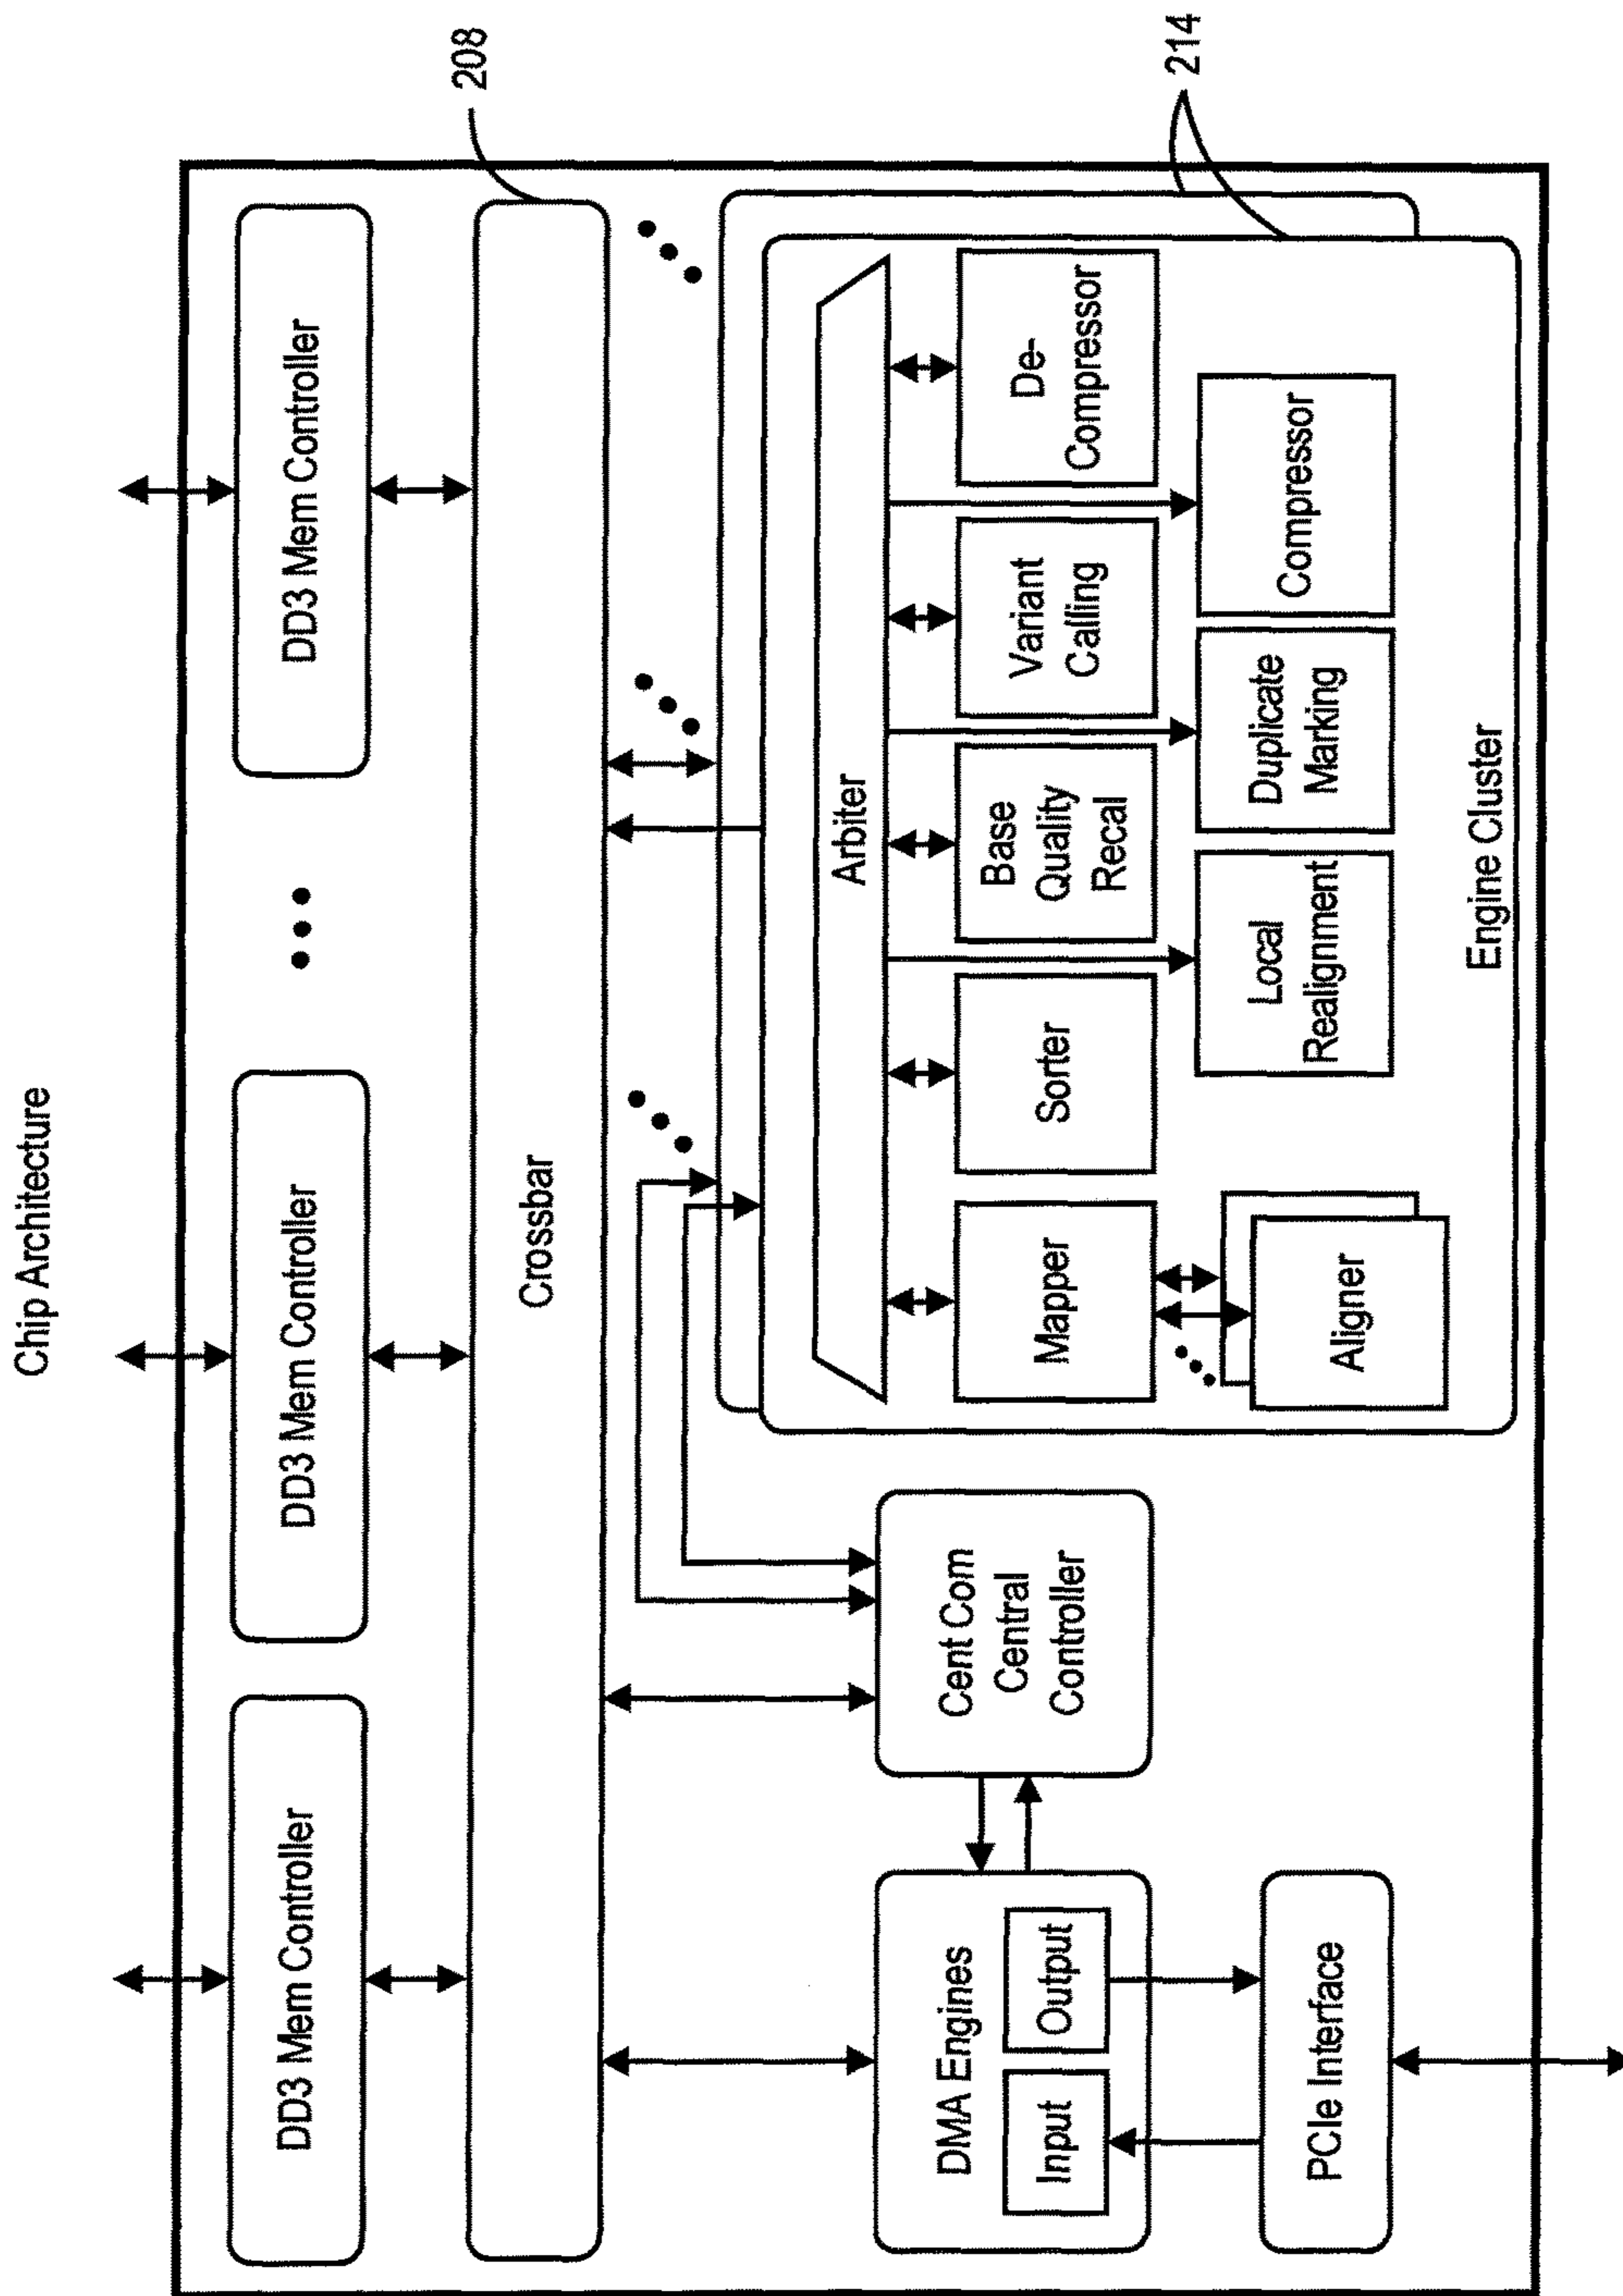 Chip Architecture
DD3 Mem Controller
DD3 Mem Controller
DD3 Mem Controller
208
Crossbar
214
Arbiter
DMA Engines
Input
Output
Cent Com
Central
Controller
Mapper
Sorter
Base
Quality
Recal
Variant
Calling
De-
Compressor
PCIe Interface
Aligner
Local
Realignment
Duplicate
Marking
Compressor
Engine Cluster